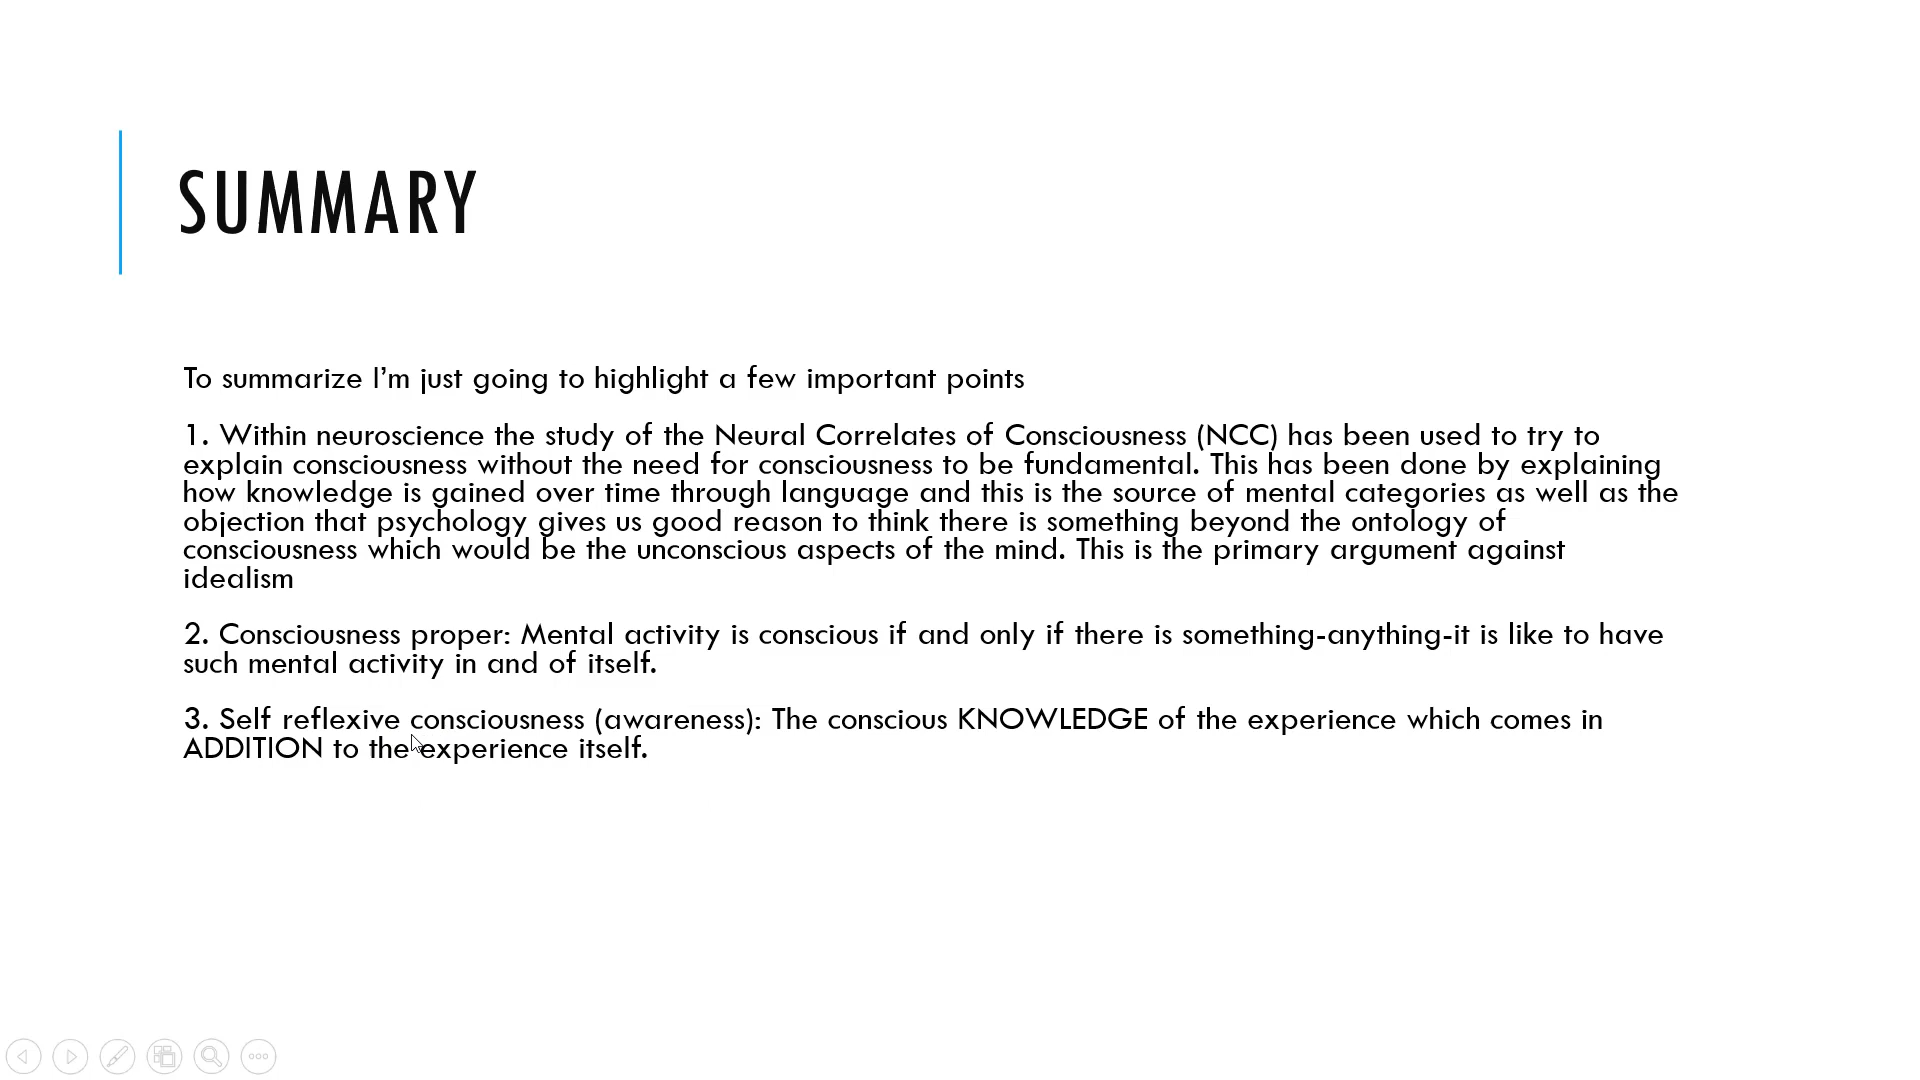 SUMMARY
To summarize I’m just going to highlight a few important points
1. Within neuroscience the study of the Neural Correlates of Consciousness (NCC) has been used to try to
explain consciousness without the need for consciousness to be fundamental. This has been done by explaining
how knowledge is gained over time through language and this is the source of mental categories as well as the
objection that psychology gives us good reason to think there is something beyond the ontology of
consciousness which would be the unconscious aspects of the mind. This is the primary argument against
idealism
2. Consciousness proper: Mental activity is conscious if and only if there is something-anything-it is like to have
such mental activity in and of itself.
3. Self reflexive consciousness (awareness): The conscious KNOWLEDGE of the experience which comes in
ADDITION to the experience itself.